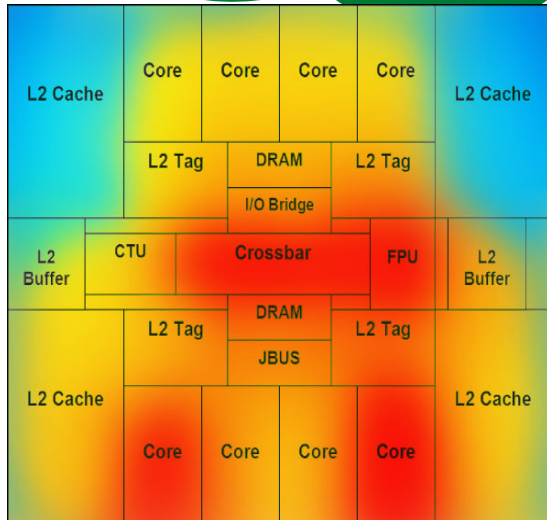 Core Core Core Core
L2 Cache L2 Cache
L2 Tag DRAM L2 Tag
I/O Bridge
L2 Buffer CTU Crossbar FPU L2 Buffer
DRAM
L2 Tag L2 Tag
JBUS
L2 Cache L2 Cache
Core Core Core Core